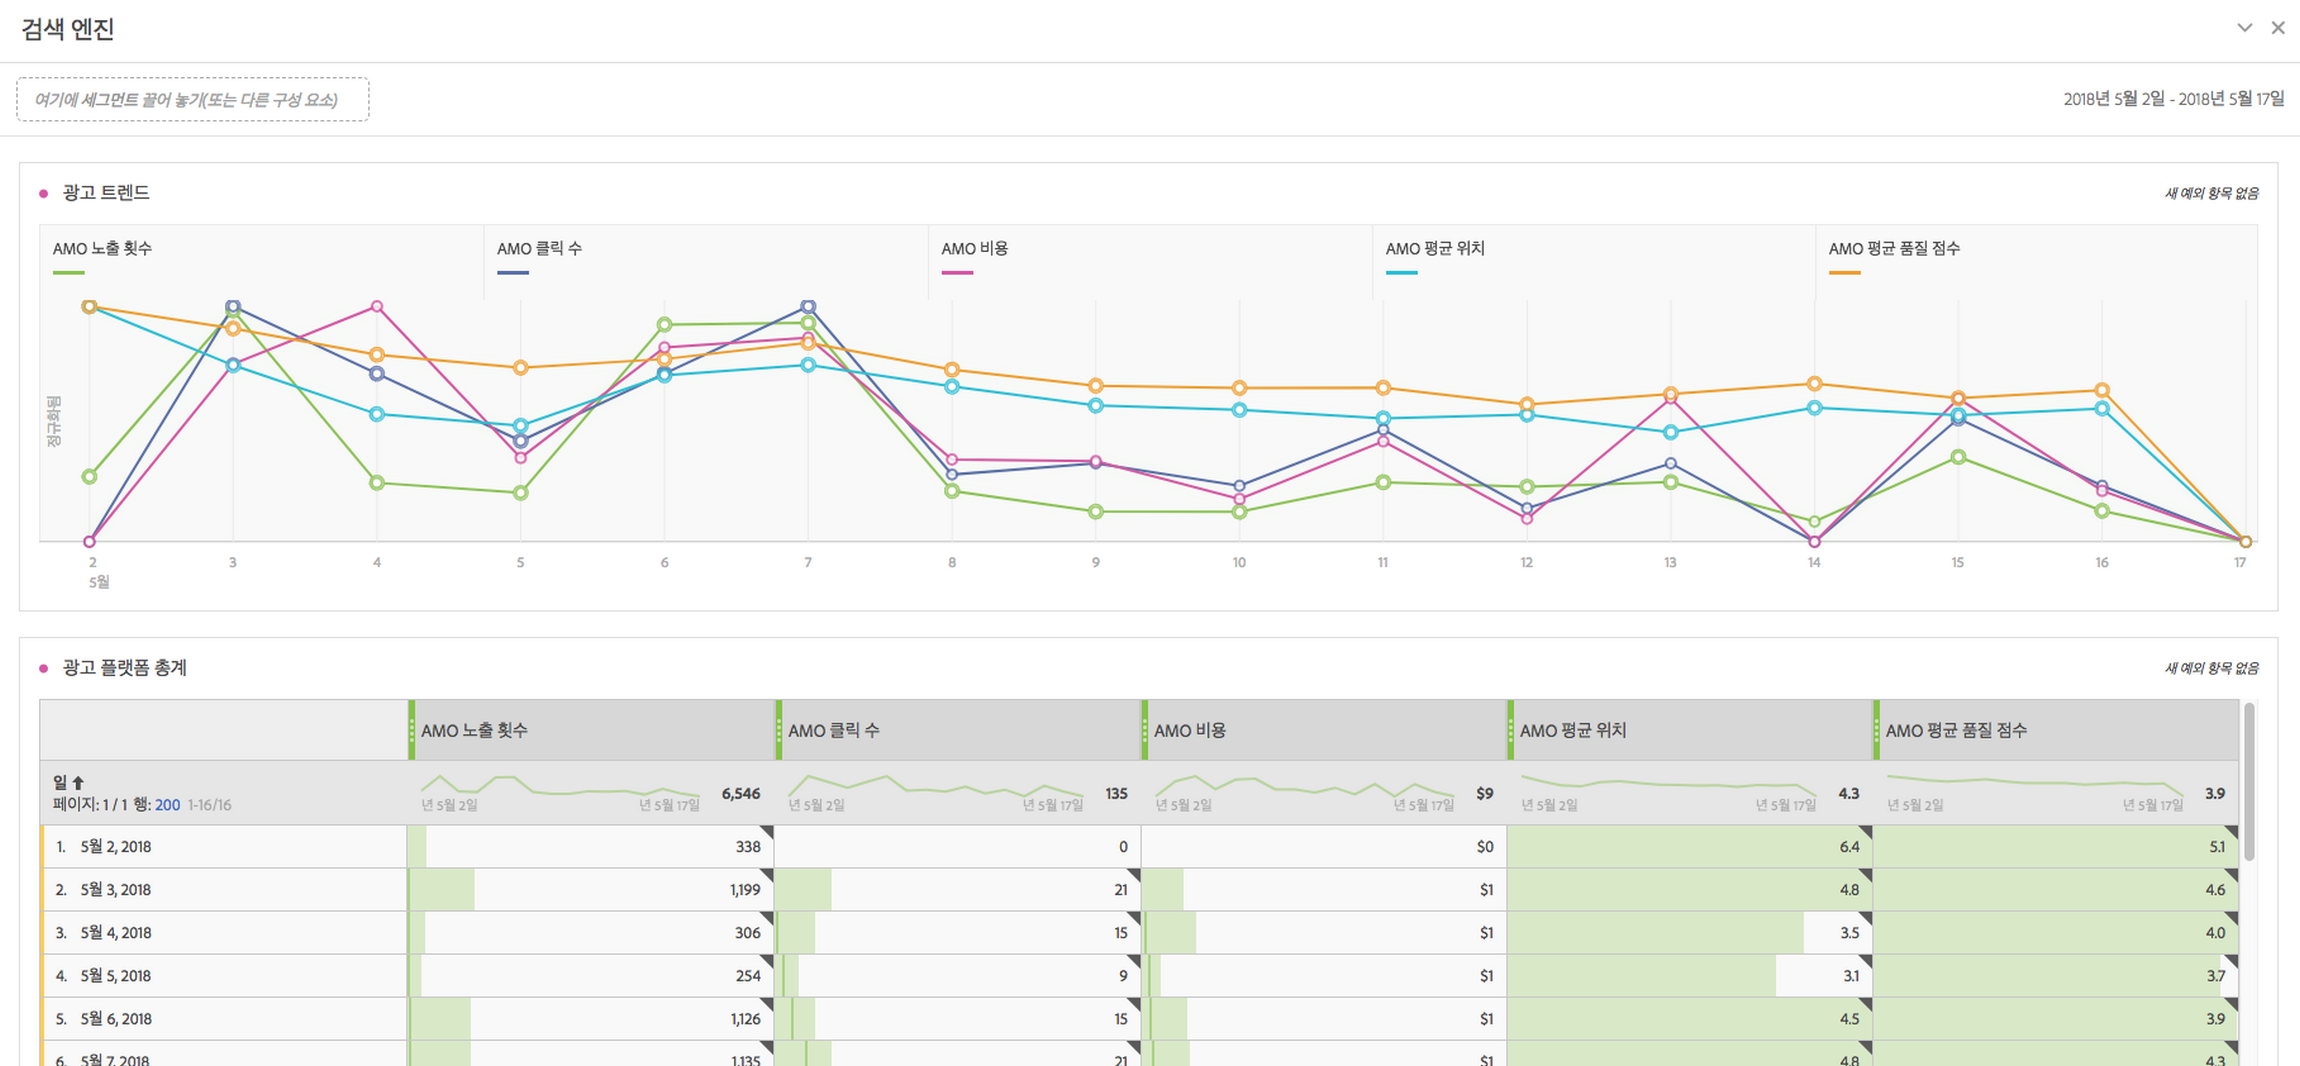 검색 엔진
여기에 세그먼트 끌어 놓기(또는 다른 구성 요소)
2018년 5월 2일 - 2018년 5월 17일
광고 트렌드
새 예외 항목 없음
AMO 노출 횟수
AMO 클릭 수
AMO 비용
AMO 평균 위치
AMO 평균 품질 점수
정규화됨
2 3 4 5 6 7 8 9 10 11 12 13 14 15 16 17
5월
광고 플랫폼 총계
새 예외 항목 없음
AMO 노출 횟수
AMO 클릭 수
AMO 비용
AMO 평균 위치
AMO 평균 품질 점수
일
6,546 135 $9 4.3 3.9
페이지: 1 / 1 행: 200 1-16/16
년 5월 2일 년 5월 17일 년 5월 2일 년 5월 17일 년 5월 2일 년 5월 17일 년 5월 2일 년 5월 17일 년 5월 2일 년 5월 17일
1. 5월 2, 2018 338 0 $0 6.4 5.1
2. 5월 3, 2018 1,199 21 $1 4.8 4.6
3. 5월 4, 2018 306 15 $1 3.5 4.0
4. 5월 5, 2018 254 9 $1 3.1 3.7
5. 5월 6, 2018 1,126 15 $1 4.5 3.9
6. 5월 7, 2018 1,135 21 $1 4.8 4.3